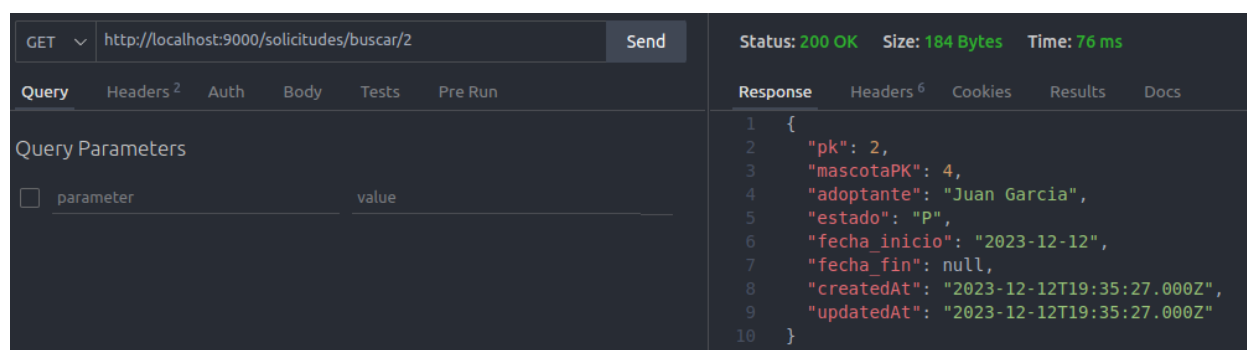 GET http://localhost:9000/solicitudes/buscar/2 Send
Query Headers 2 Auth Body Tests Pre Run
Query Parameters
parameter value
Status: 200 OK Size: 184 Bytes Time: 76 ms
Response Headers 6 Cookies Results Docs
1 {
2 "pk": 2,
3 "mascotaPK": 4,
4 "adoptante": "Juan Garcia",
5 "estado": "P",
6 "fecha_inicio": "2023-12-12",
7 "fecha_fin": null,
8 "createdAt": "2023-12-12T19:35:27.000Z",
9 "updatedAt": "2023-12-12T19:35:27.000Z"
10 }